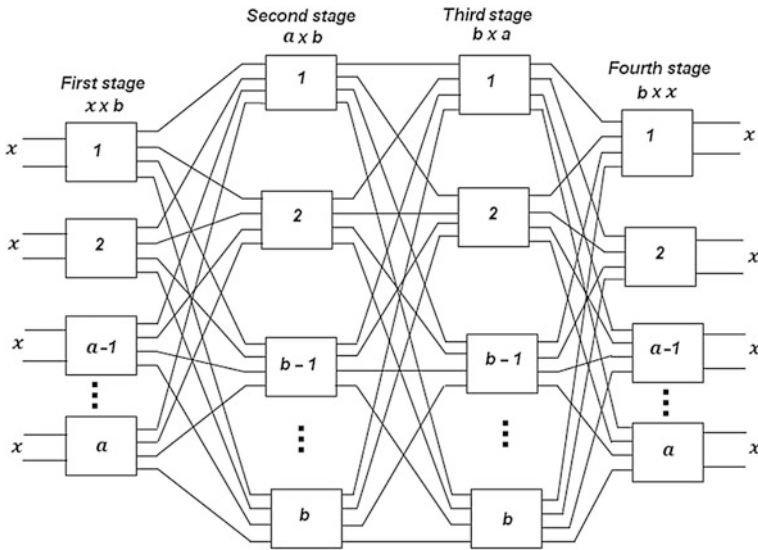 Second stage
a x b
Third stage
b x a
First stage
x x b
Fourth stage
b x x
1
1
x
1
1
x
2
2
x
2
2
x
x
a-1
b-1
b-1
a-1
x
x
a
a
x
b
b